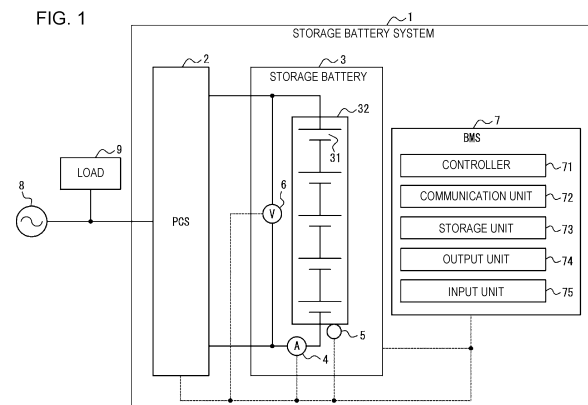 FIG. 1
1
STORAGE BATTERY SYSTEM
2
3
STORAGE BATTERY
32
31
7
BMS
CONTROLLER 71
COMMUNICATION UNIT 72
STORAGE UNIT 73
OUTPUT UNIT 74
INPUT UNIT 75
9
LOAD
8
PCS
6
V
A
4
5